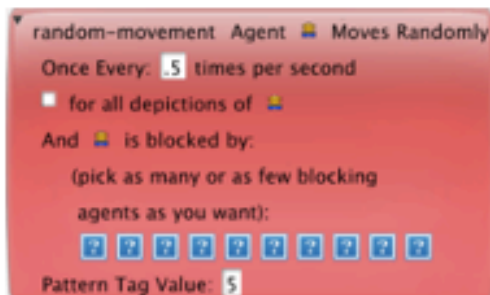 random-movement Agent Moves Randomly
Once Every: .5 times per second
for all depictions of
And is blocked by:
(pick as many or as few blocking
agents as you want):
? ? ? ? ? ? ? ? ? ?
Pattern Tag Value: 5